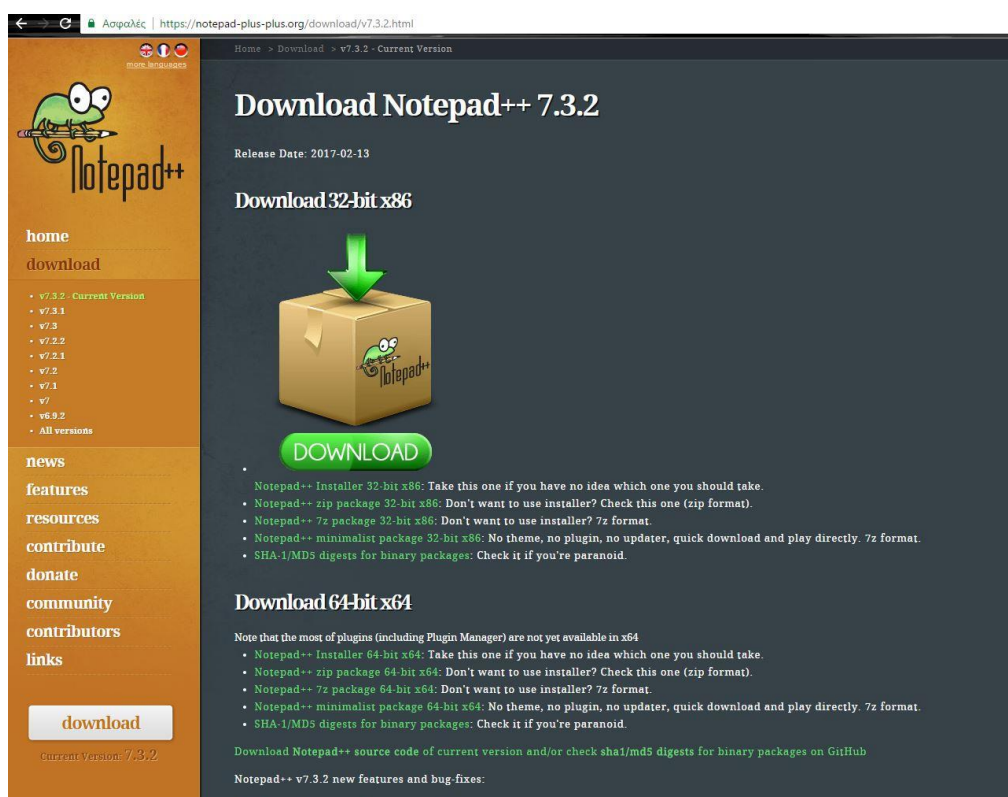 Ασφαλές | https://notepad-plus-plus.org/download/v7.3.2.html
more languages
Notepad++
home
download
v7.3.2 - Current Version
v7.3.1
v7.3
v7.2.2
v7.2.1
v7.2
v7.1
v7
v6.9.2
All versions
news
features
resources
contribute
donate
community
contributors
links
download
Current Version: 7.3.2
Home > Download > v7.3.2 - Current Version
Download Notepad++ 7.3.2
Release Date: 2017-02-13
Download 32-bit x86
Notepad++
DOWNLOAD
Notepad++ Installer 32-bit x86: Take this one if you have no idea which one you should take.
Notepad++ zip package 32-bit x86: Don't want to use installer? Check this one (zip format).
Notepad++ 7z package 32-bit x86: Don't want to use installer? 7z format.
Notepad++ minimalist package 32-bit x86: No theme, no plugin, no updater, quick download and play directly. 7z format.
SHA-1/MD5 digests for binary packages: Check it if you're paranoid.
Download 64-bit x64
Note that the most of plugins (including Plugin Manager) are not yet available in x64
Notepad++ Installer 64-bit x64: Take this one if you have no idea which one you should take.
Notepad++ zip package 64-bit x64: Don't want to use installer? Check this one (zip format).
Notepad++ 7z package 64-bit x64: Don't want to use installer? 7z format.
Notepad++ minimalist package 64-bit x64: No theme, no plugin, no updater, quick download and play directly. 7z format.
SHA-1/MD5 digests for binary packages: Check it if you're paranoid.
Download Notepad++ source code of current version and/or check sha1/md5 digests for binary packages on GitHub
Notepad++ v7.3.2 new features and bug-fixes: